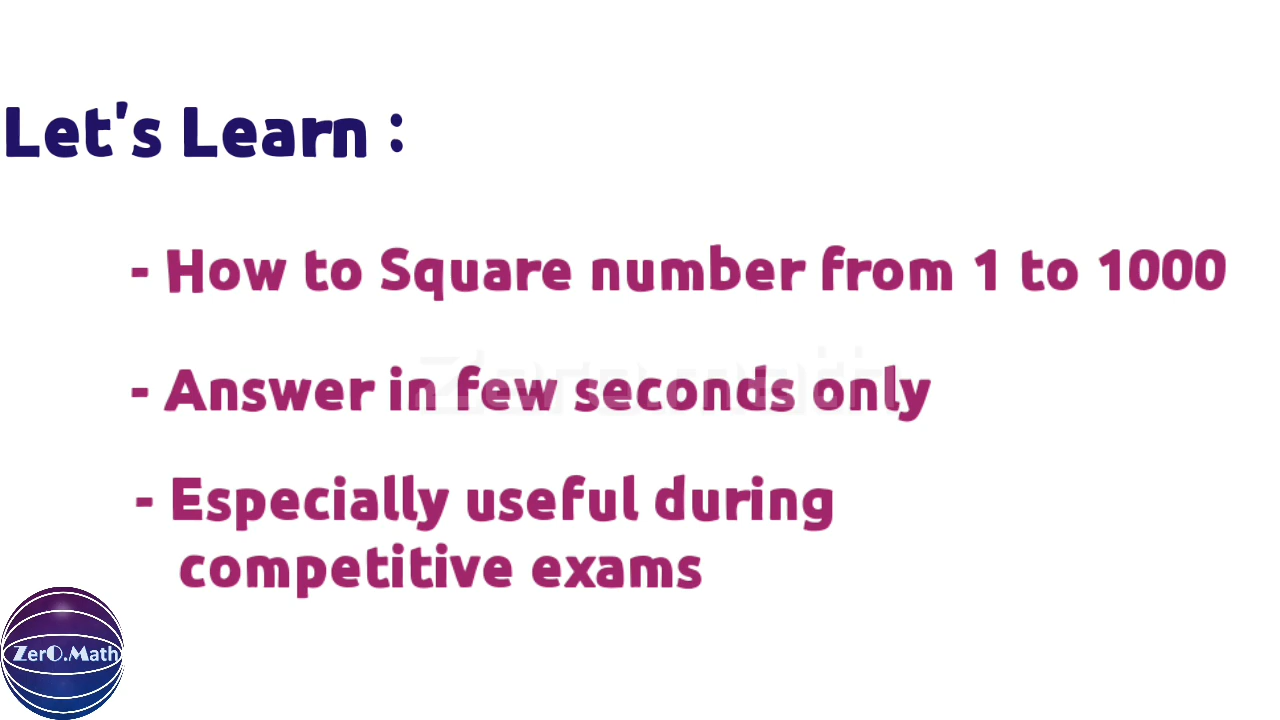 Let's Learn :
- How to Square number from 1 to 1000
- Answer in few seconds only
- Especially useful during
competitive exams
ZerO.Math